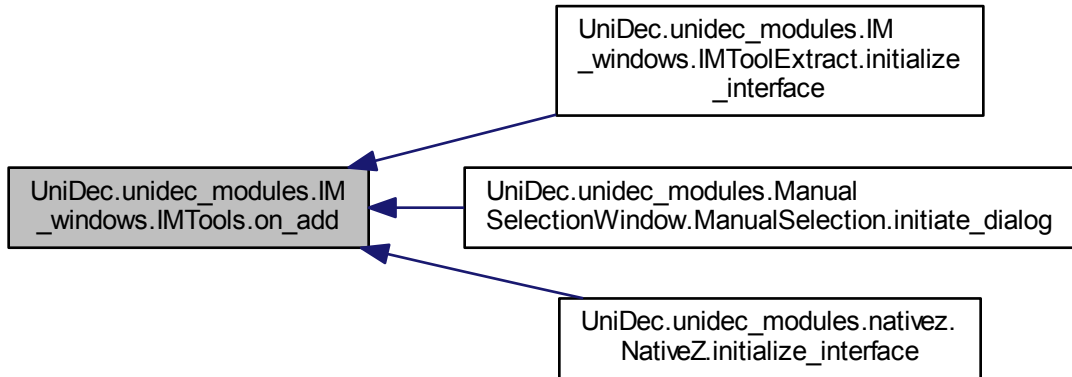 UniDec.unidec_modules.IM
_windows.IMToolExtract.initialize
_interface
UniDec.unidec_modules.IM
_windows.IMTools.on_add
UniDec.unidec_modules.Manual
SelectionWindow.ManualSelection.initiate_dialog
UniDec.unidec_modules.nativez.
NativeZ.initialize_interface